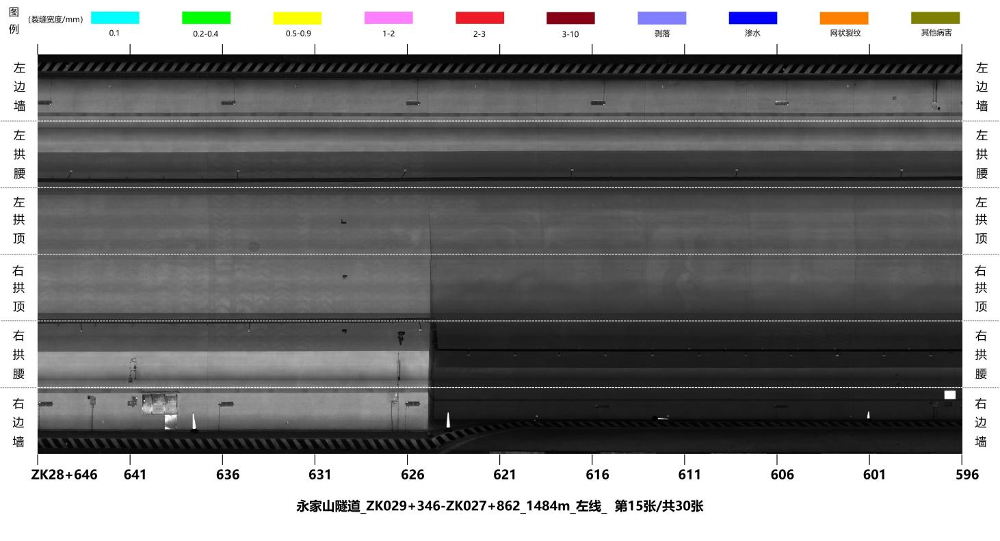 图例 (裂缝宽度/mm) 0.1 0.2-0.4 0.5-0.9 1-2 2-3 3-10 剥落 渗水 网状裂纹 其他病害
左边墙 左边墙
左拱腰 左拱腰
左拱顶 左拱顶
右拱顶 右拱顶
右拱腰 右拱腰
右边墙 右边墙
ZK28+646 641 636 631 626 621 616 611 606 601 596
永家山隧道_ZK029+346-ZK027+862_1484m_左线_ 第15张/共30张